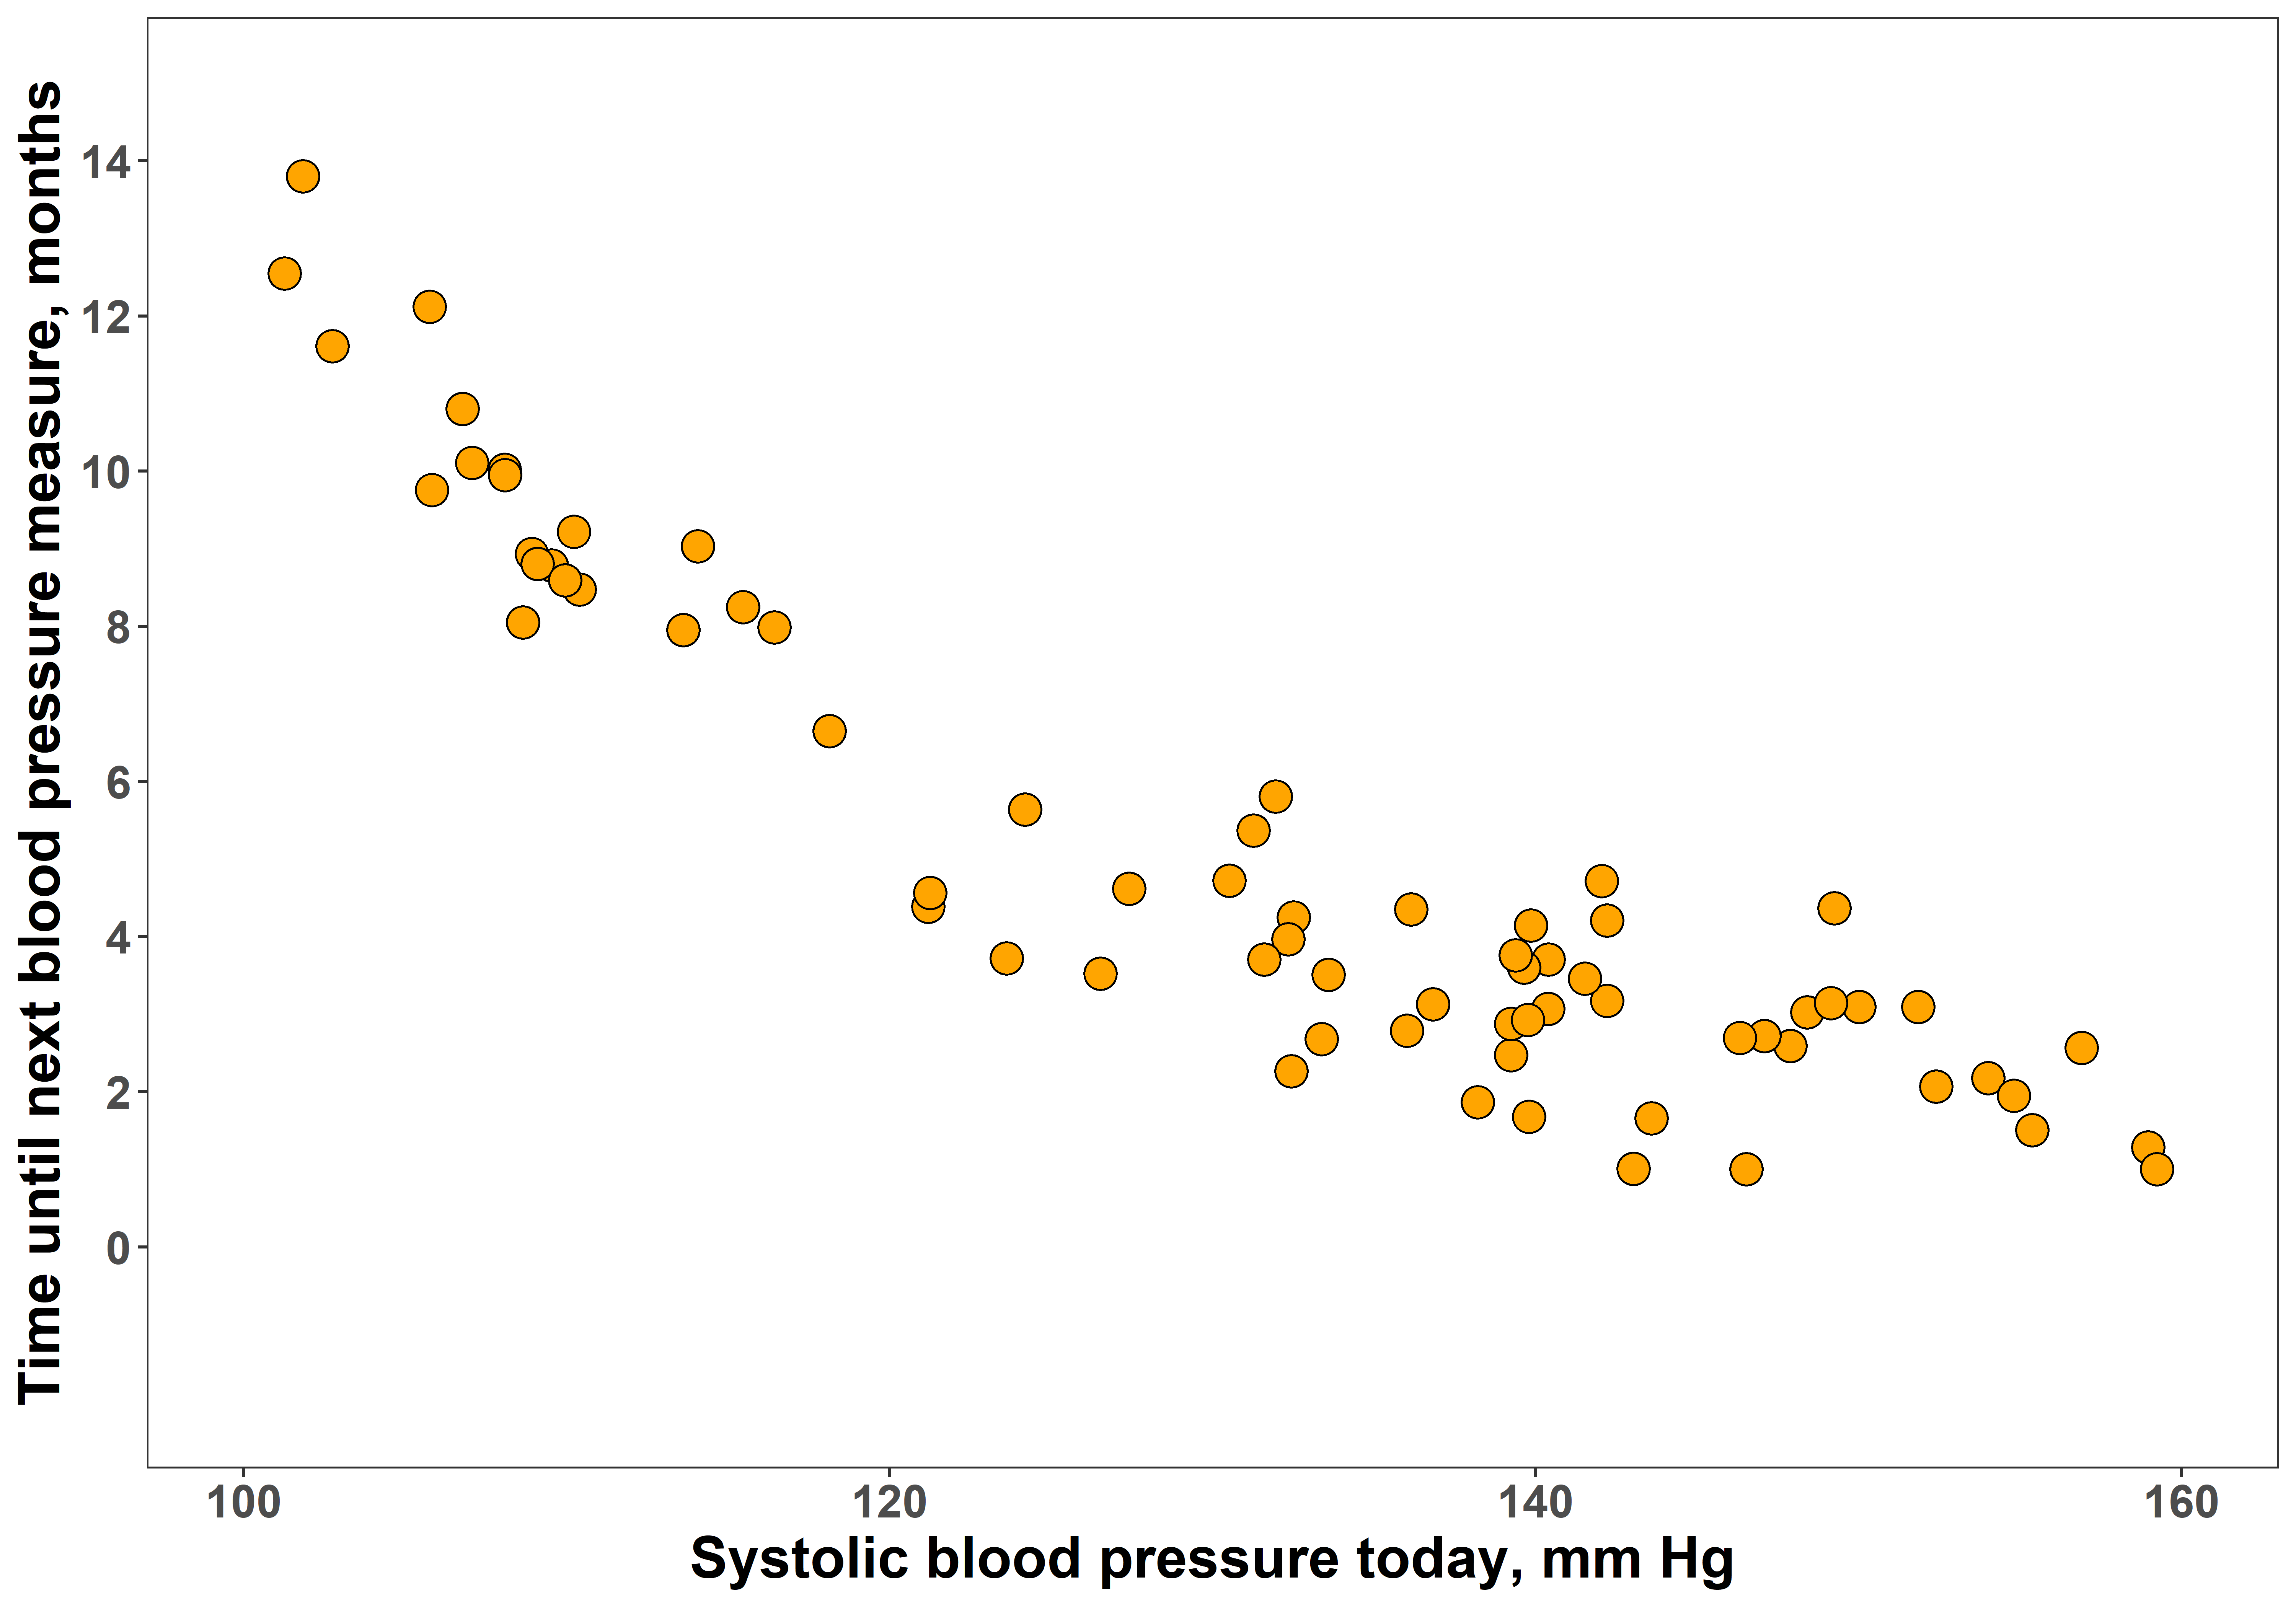 Time until next blood pressure measure, months
14
12
10
8
6
4
2
0
100 120 140 160
Systolic blood pressure today, mm Hg